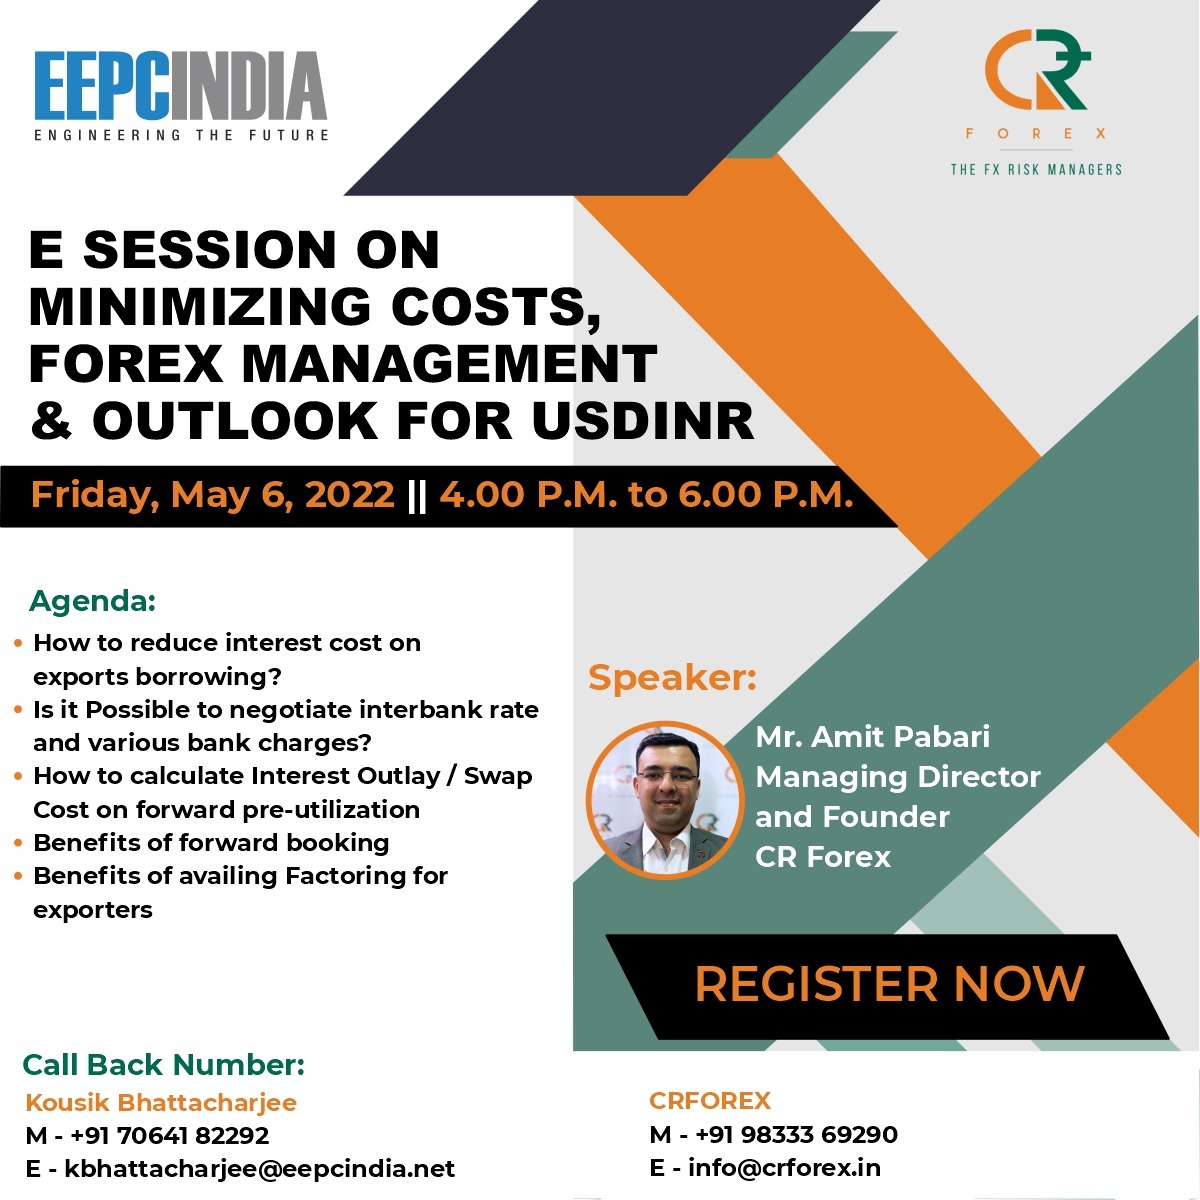 EEPCINDIA
ENGINEERING THE FUTURE
CR
FOREX
THE FX RISK MANAGERS
E SESSION ON
MINIMIZING COSTS,
FOREX MANAGEMENT
& OUTLOOK FOR USDINR
Friday, May 6, 2022 || 4.00 P.M. to 6.00 P.M.
Agenda:
• How to reduce interest cost on
exports borrowing?
• Is it Possible to negotiate interbank rate
and various bank charges?
• How to calculate Interest Outlay / Swap
Cost on forward pre-utilization
• Benefits of forward booking
• Benefits of availing Factoring for
exporters
Speaker:
Mr. Amit Pabari
Managing Director
and Founder
CR Forex
REGISTER NOW
Call Back Number:
Kousik Bhattacharjee
M - +91 70641 82292
E - kbhattacharjee@eepcindia.net
CRFOREX
M - +91 98333 69290
E - info@crforex.in